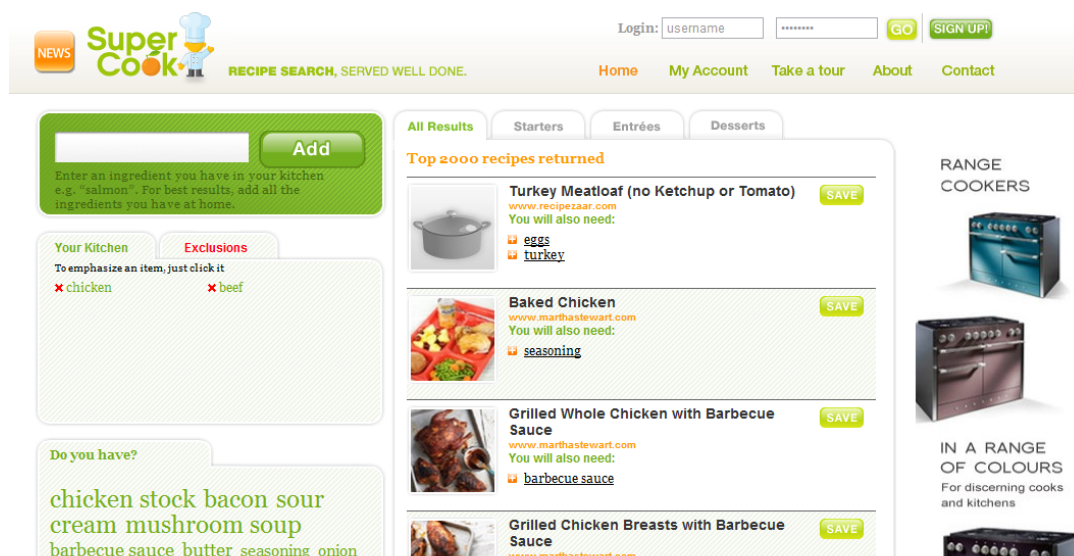 NEWS
Super
Cook
RECIPE SEARCH, SERVED WELL DONE.
Login: username ········ GO SIGN UP!
Home My Account Take a tour About Contact
Add
Enter an ingredient you have in your kitchen
e.g. "salmon". For best results, add all the
ingredients you have at home.
Your Kitchen Exclusions
To emphasize an item, just click it
chicken beef
Do you have?
chicken stock bacon sour
cream mushroom soup
barbecue sauce butter seasoning onion
All Results Starters Entrées Desserts
Top 2000 recipes returned
Turkey Meatloaf (no Ketchup or Tomato) SAVE
www.recipezaar.com
You will also need:
eggs
turkey
Baked Chicken SAVE
www.marthastewart.com
You will also need:
seasoning
Grilled Whole Chicken with Barbecue SAVE
Sauce
www.marthastewart.com
You will also need:
barbecue sauce
Grilled Chicken Breasts with Barbecue SAVE
Sauce
www.marthastewart.com
RANGE
COOKERS
IN A RANGE
OF COLOURS
For discerning cooks
and kitchens